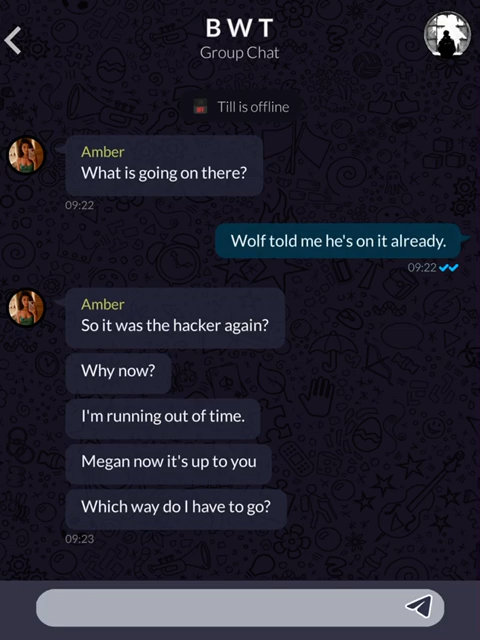 B W T
Group Chat
Till is offline
Amber
What is going on there?
09:22
Wolf told me he's on it already.
09:22
Amber
So it was the hacker again?
Why now?
I'm running out of time.
Megan now it's up to you
Which way do I have to go?
09:23